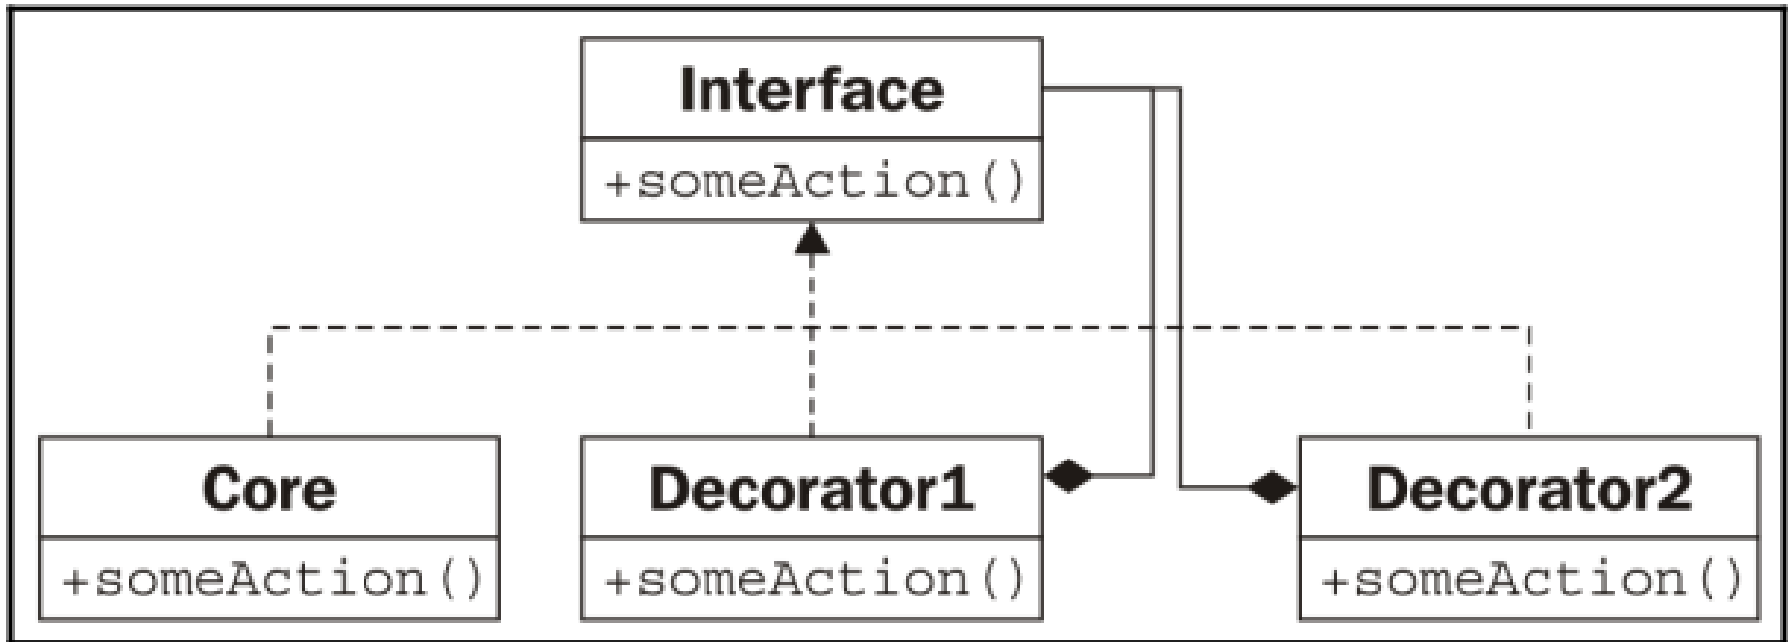 Interface
+someAction()
Core
+someAction()
Decorator1
+someAction()
Decorator2
+someAction()